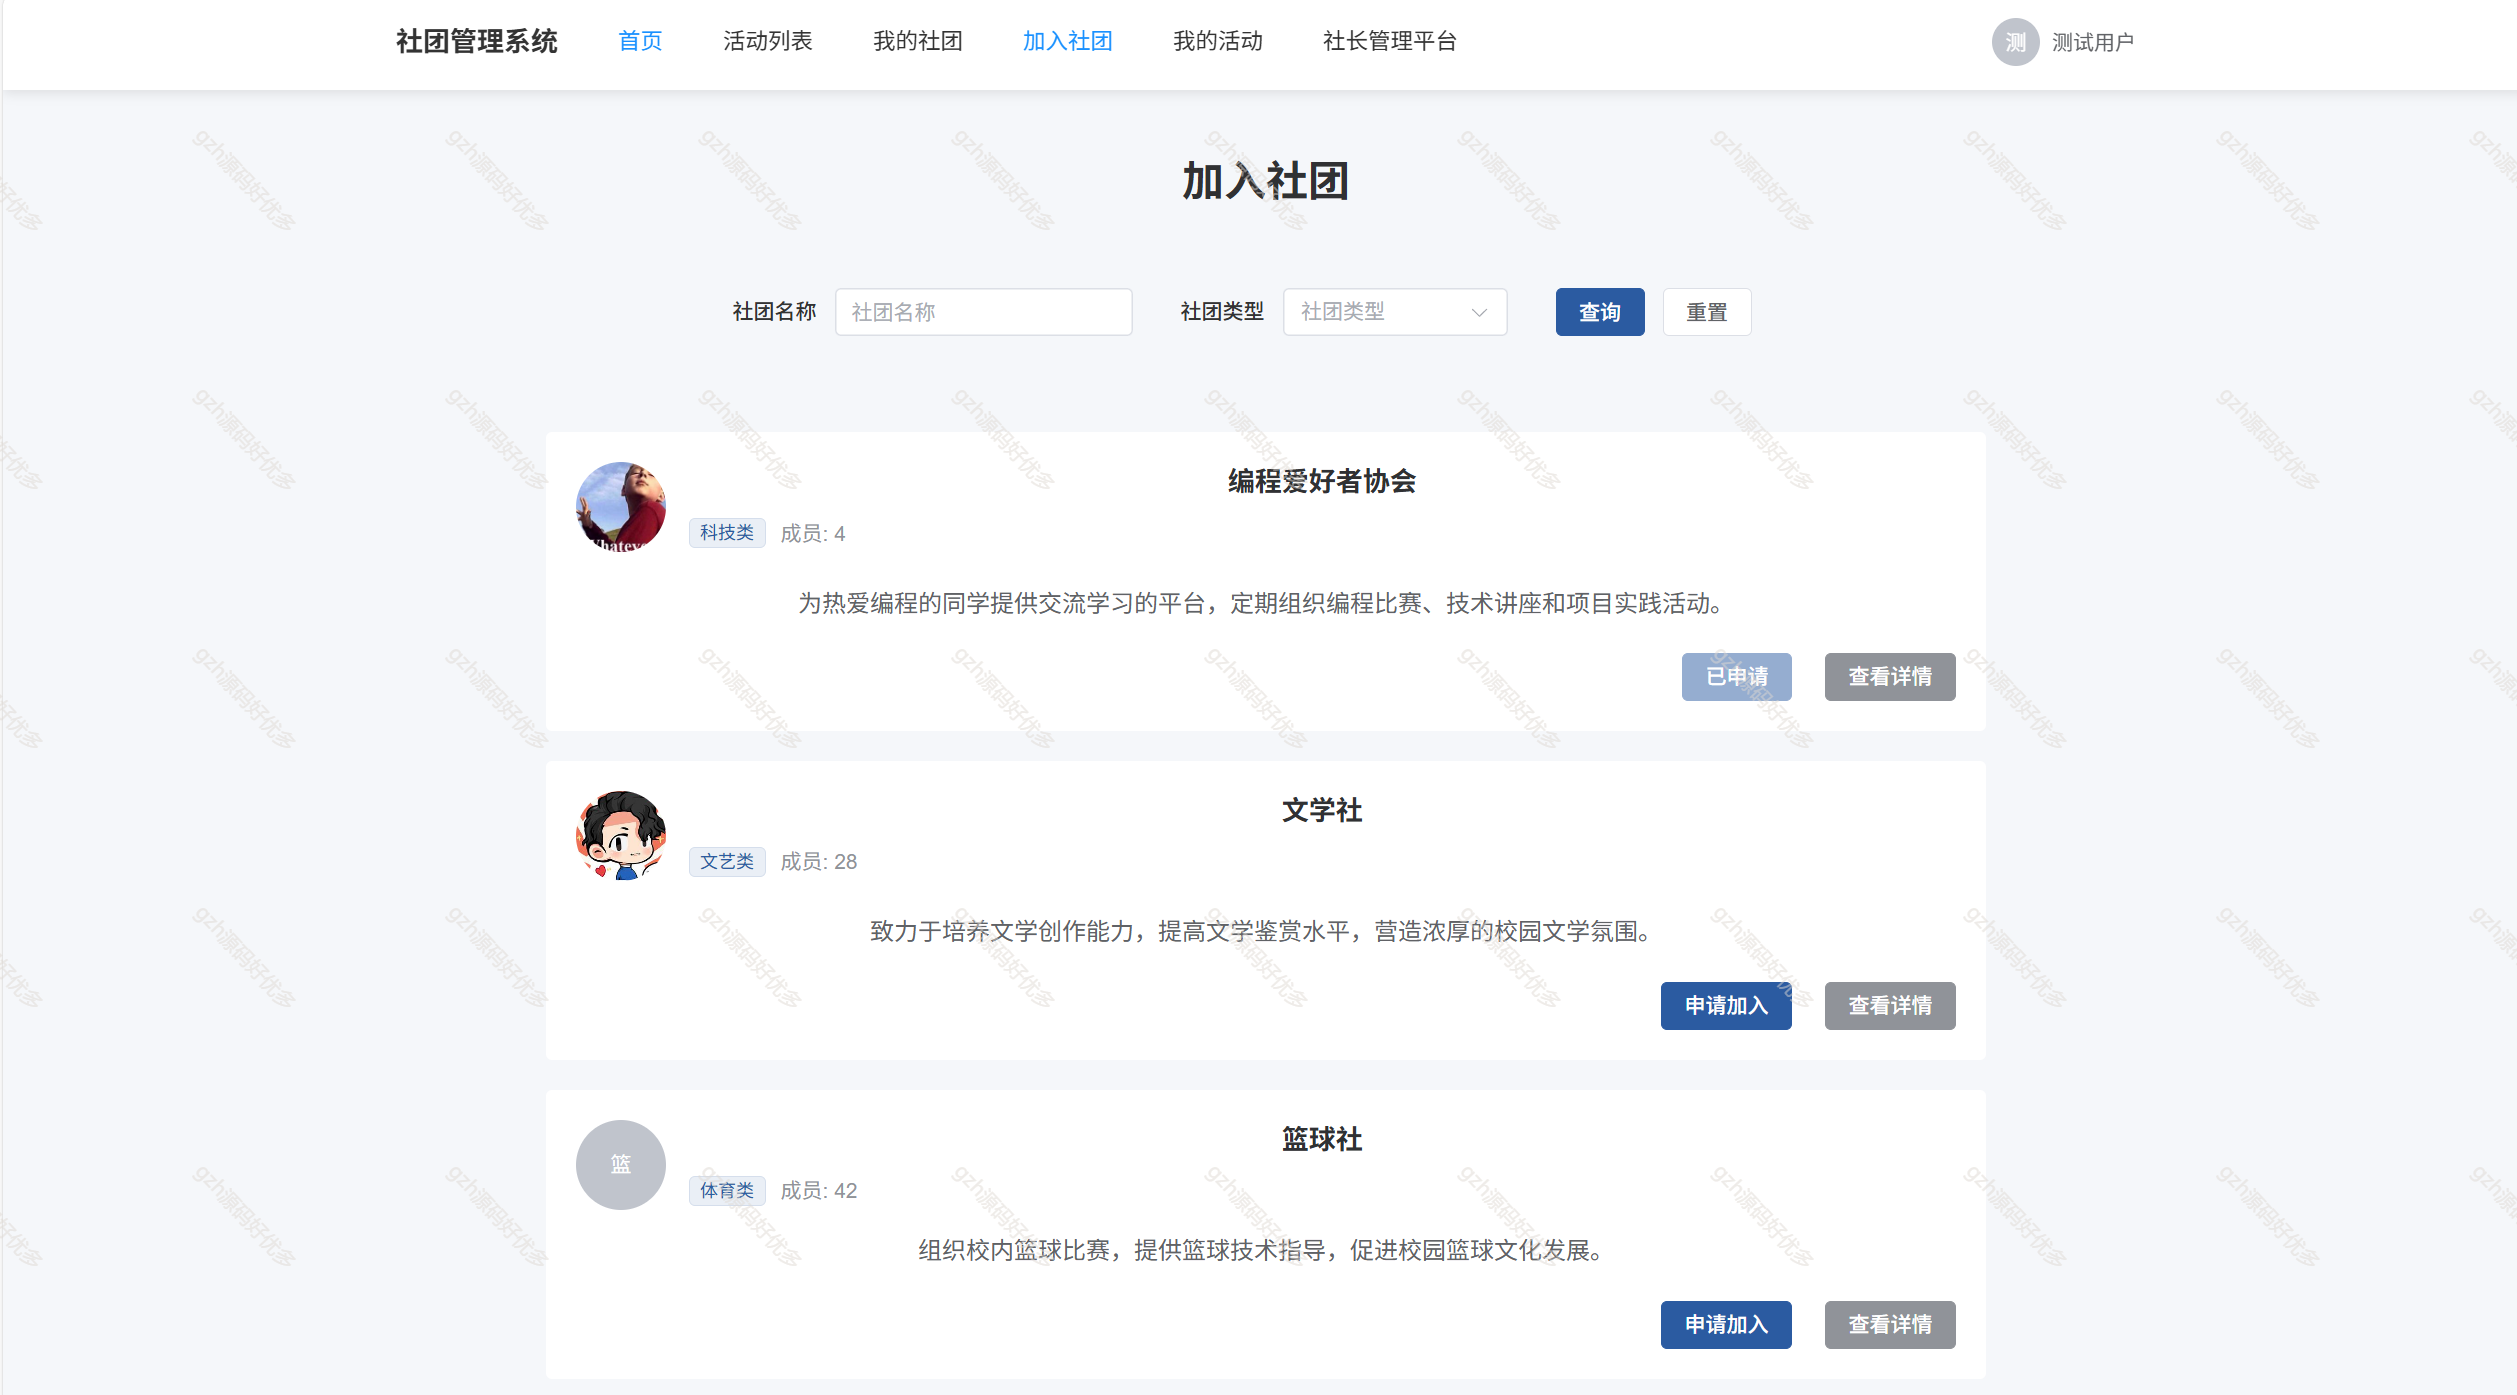 社团管理系统 首页 活动列表 我的社团 加入社团 我的活动 社长管理平台 测 测试用户
加入社团
社团名称 社团名称 社团类型 社团类型 查询 重置
编程爱好者协会
科技类 成员: 4
为热爱编程的同学提供交流学习的平台，定期组织编程比赛、技术讲座和项目实践活动。
已申请 查看详情
文学社
文艺类 成员: 28
致力于培养文学创作能力，提高文学鉴赏水平，营造浓厚的校园文学氛围。
申请加入 查看详情
篮 篮球社
体育类 成员: 42
组织校内篮球比赛，提供篮球技术指导，促进校园篮球文化发展。
申请加入 查看详情
gzh源码好优多